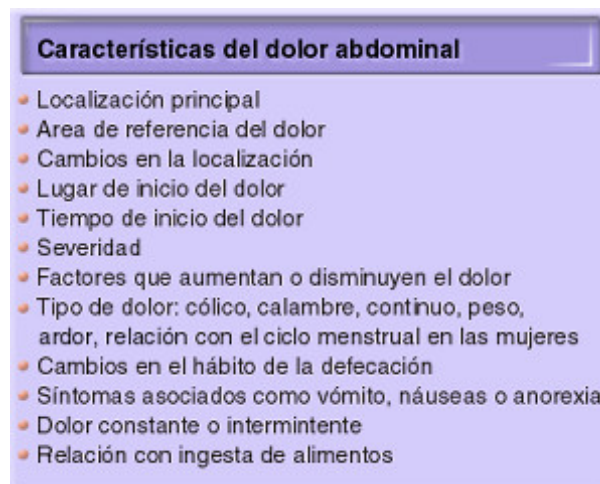 Características del dolor abdominal
Localización principal
Area de referencia del dolor
Cambios en la localización
Lugar de inicio del dolor
Tiempo de inicio del dolor
Severidad
Factores que aumentan o disminuyen el dolor
Tipo de dolor: cólico, calambre, continuo, peso,
ardor, relación con el ciclo menstrual en las mujeres
Cambios en el hábito de la defecación
Síntomas asociados como vómito, náuseas o anorexia
Dolor constante o intermintente
Relación con ingesta de alimentos